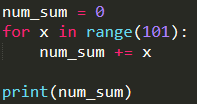 num_sum = 0
for x in range(101):
    num_sum += x

print(num_sum)